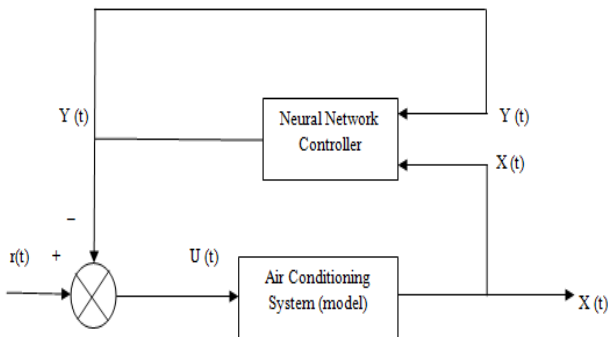 Y (t)
Neural Network
Controller
Y (t)
X (t)
−
r(t) +
U (t)
Air Conditioning
System (model)
X (t)